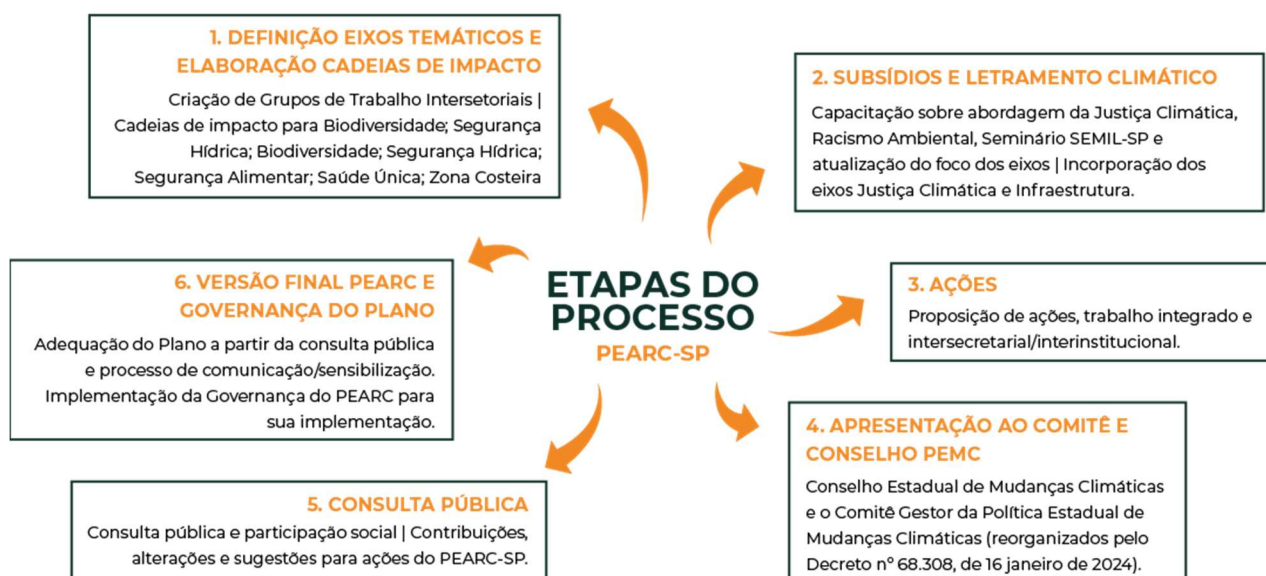 1. DEFINIÇÃO EIXOS TEMÁTICOS E
ELABORAÇÃO CADEIAS DE IMPACTO
Criação de Grupos de Trabalho Intersetoriais |
Cadeias de impacto para Biodiversidade; Segurança
Hídrica; Biodiversidade; Segurança Hídrica;
Segurança Alimentar; Saúde Única; Zona Costeira
2. SUBSÍDIOS E LETRAMENTO CLIMÁTICO
Capacitação sobre abordagem da Justiça Climática,
Racismo Ambiental, Seminário SEMIL-SP e
atualização do foco dos eixos | Incorporação dos
eixos Justiça Climática e Infraestrutura.
ETAPAS DO
PROCESSO
PEARC-SP
3. AÇÕES
Proposição de ações, trabalho integrado e
intersecretarial/interinstitucional.
4. APRESENTAÇÃO AO COMITÊ E
CONSELHO PEMC
Conselho Estadual de Mudanças Climáticas
e o Comitê Gestor da Política Estadual de
Mudanças Climáticas (reorganizados pelo
Decreto nº 68.308, de 16 janeiro de 2024).
5. CONSULTA PÚBLICA
Consulta pública e participação social | Contribuições,
alterações e sugestões para ações do PEARC-SP.
6. VERSÃO FINAL PEARC E
GOVERNANÇA DO PLANO
Adequação do Plano a partir da consulta pública
e processo de comunicação/sensibilização.
Implementação da Governança do PEARC para
sua implementação.